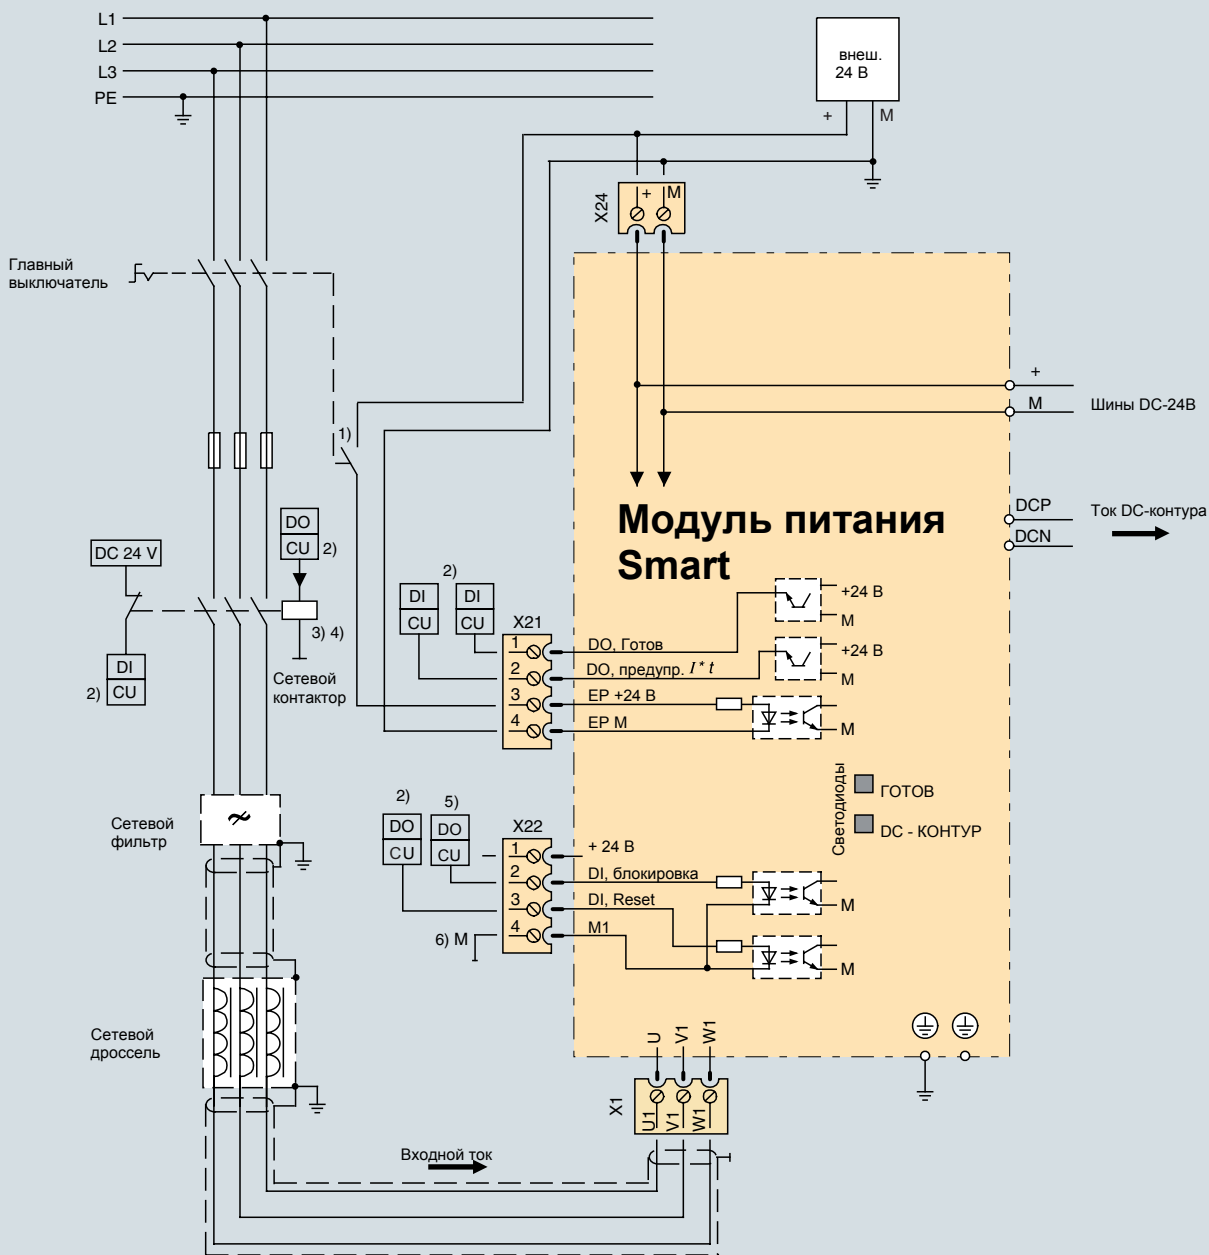 L1
L2
L3
PE
внеш.
24 В
+ M
X24
+ M
Главный
выключатель
+
M
Шины DC-24В
1)
DCP
DCN
Ток DC-контура
Модуль питания
Smart
DO
CU 2)
DC 24 V
3) 4)
DI
2) CU
Сетевой
контактор
2)
DI DI
CU CU
X21
1 DO, Готов
2 DO, предупр. I* t
3 EP +24 В
4 EP M
+24 В
M
+24 В
M
M
Светодиоды
ГОТОВ
DC - КОНТУР
Сетевой
фильтр
2) 5)
DO DO
CU CU
X22
1 + 24 В
2 DI, блокировка
3 DI, Reset
4 M1
6) M
M
M
Сетевой
дроссель
U V1 W1
X1
U1 V1 W1
Входной ток